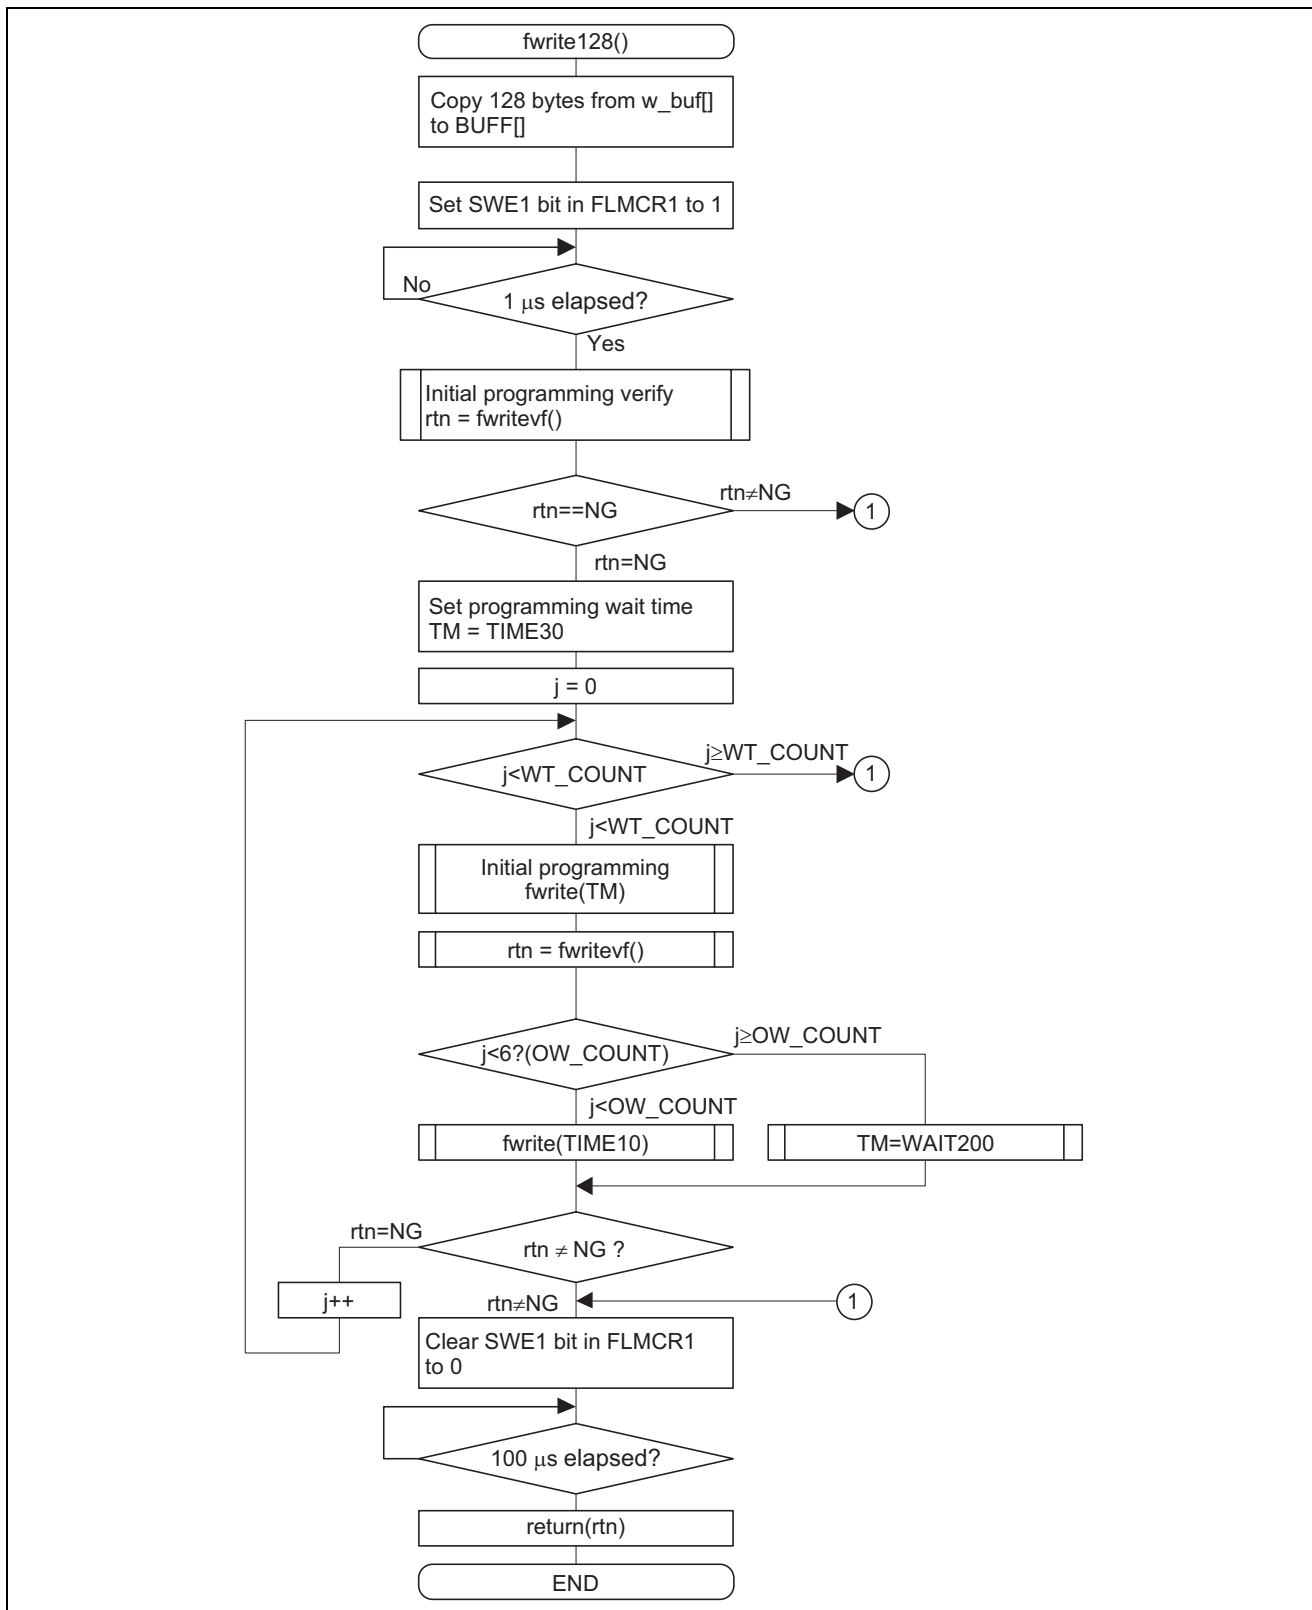 fwrite128()
Copy 128 bytes from w_buf[]
to BUFF[]
Set SWE1 bit in FLMCR1 to 1
No
1 μs elapsed?
Yes
Initial programming verify
rtn = fwritevf()
rtn≠NG
rtn==NG
1
rtn=NG
Set programming wait time
TM = TIME30
j = 0
j≥WT_COUNT
j<WT_COUNT
1
j<WT_COUNT
Initial programming
fwrite(TM)
rtn = fwritevf()
j≥OW_COUNT
j<6?(OW_COUNT)
j<OW_COUNT
fwrite(TIME10)
TM=WAIT200
rtn=NG
rtn ≠ NG ?
j++
rtn≠NG
1
Clear SWE1 bit in FLMCR1
to 0
100 μs elapsed?
return(rtn)
END